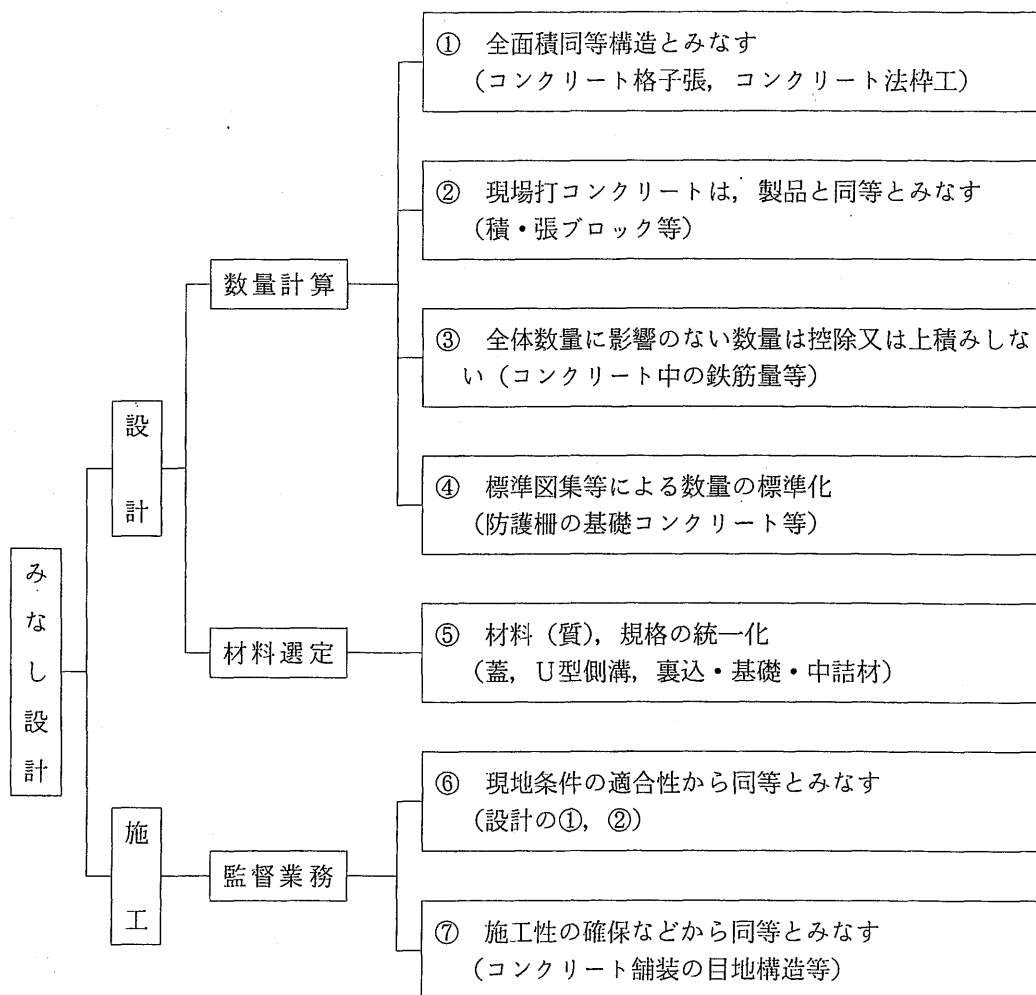 ① 全面積同等構造とみなす
(コンクリート格子張,コンクリート法枠工)
② 現場打コンクリートは,製品と同等とみなす
(積・張ブロック等)
数量計算
③ 全体数量に影響のない数量は控除又は上積みしな
い(コンクリート中の鉄筋量等)
設計
④ 標準図集等による数量の標準化
(防護柵の基礎コンクリート等)
みなし設計
材料選定
⑤ 材料(質),規格の統一化
(蓋,U型側溝,裏込・基礎・中詰材)
⑥ 現地条件の適合性から同等とみなす
(設計の①,②)
施工
監督業務
⑦ 施工性の確保などから同等とみなす
(コンクリート舗装の目地構造等)